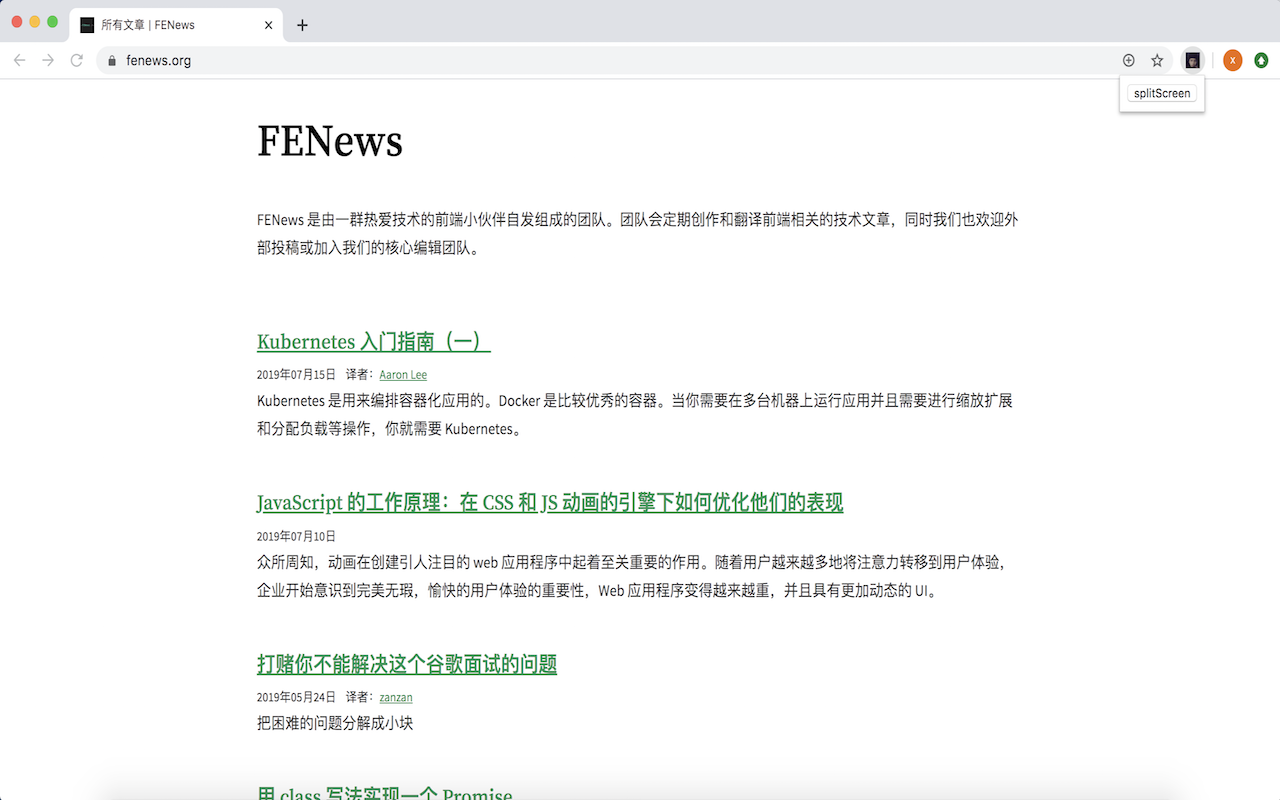 所有文章 | FENews
fenews.org
X
splitScreen
FENews
FENews 是由一群热爱技术的前端小伙伴自发组成的团队。团队会定期创作和翻译前端相关的技术文章，同时我们也欢迎外
部投稿或加入我们的核心编辑团队。
Kubernetes 入门指南（一）
2019年07月15日 译者：Aaron Lee
Kubernetes 是用来编排容器化应用的。Docker 是比较优秀的容器。当你需要在多台机器上运行应用并且需要进行缩放扩展
和分配负载等操作，你就需要 Kubernetes。
JavaScript 的工作原理：在 CSS 和 JS 动画的引擎下如何优化他们的表现
2019年07月10日
众所周知，动画在创建引人注目的 web 应用程序中起着至关重要的作用。随着用户越来越多地将注意力转移到用户体验，
企业开始意识到完美无瑕，愉快的用户体验的重要性，Web 应用程序变得越来越重，并且具有更加动态的 UI。
打赌你不能解决这个谷歌面试的问题
2019年05月24日 译者：zanzan
把困难的问题分解成小块
用 class 写法实现一个 Promise